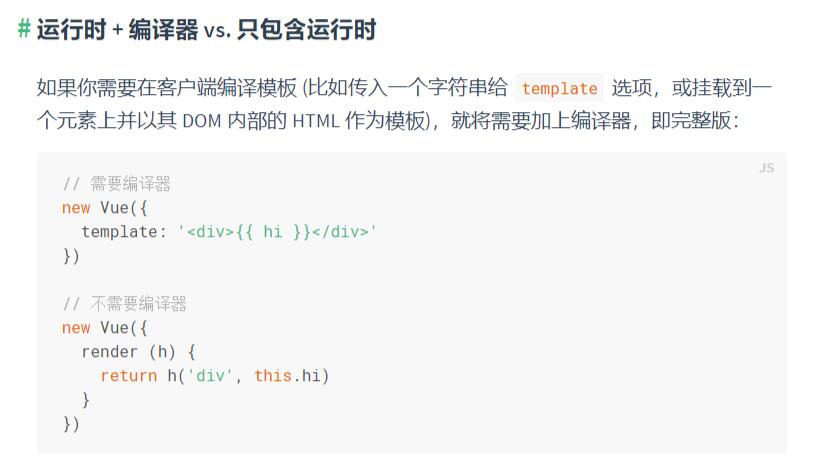 # 运行时 + 编译器 vs. 只包含运行时
如果你需要在客户端编译模板 (比如传入一个字符串给 template 选项，或挂载到一
个元素上并以其 DOM 内部的 HTML 作为模板)，就将需要加上编译器，即完整版：
JS
// 需要编译器
new Vue({
  template: '<div>{{ hi }}</div>'
})
// 不需要编译器
new Vue({
  render (h) {
    return h('div', this.hi)
  }
})